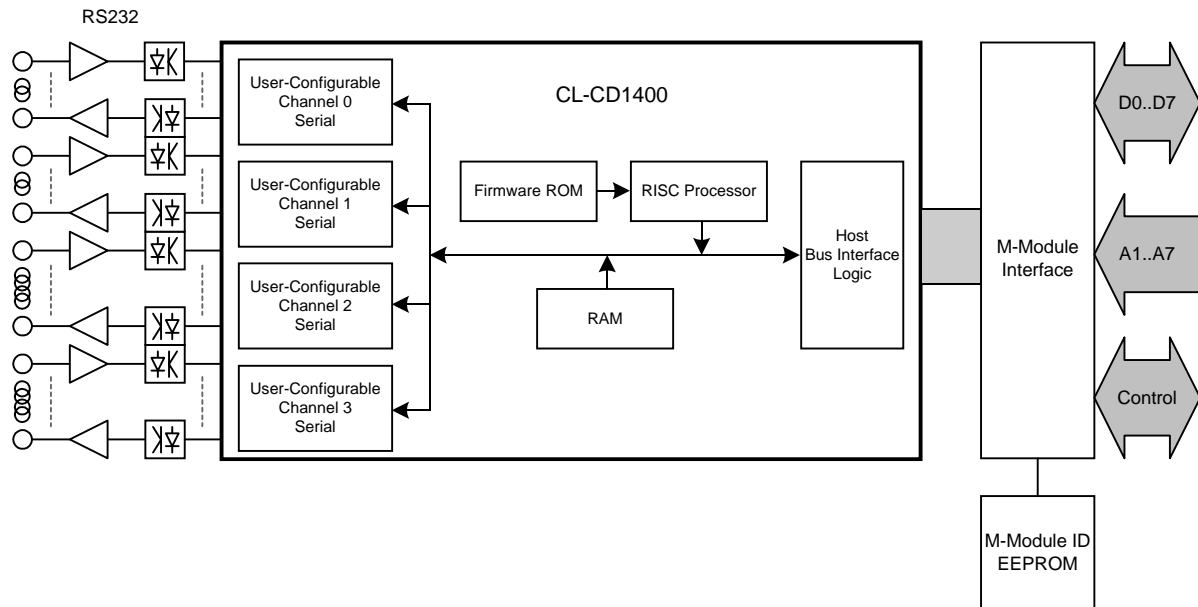 RS232
CL-CD1400
User-Configurable
Channel 0
Serial
User-Configurable
Channel 1
Serial
User-Configurable
Channel 2
Serial
User-Configurable
Channel 3
Serial
Firmware ROM
RISC Processor
RAM
Host
Bus Interface
Logic
M-Module
Interface
D0..D7
A1..A7
Control
M-Module ID
EEPROM